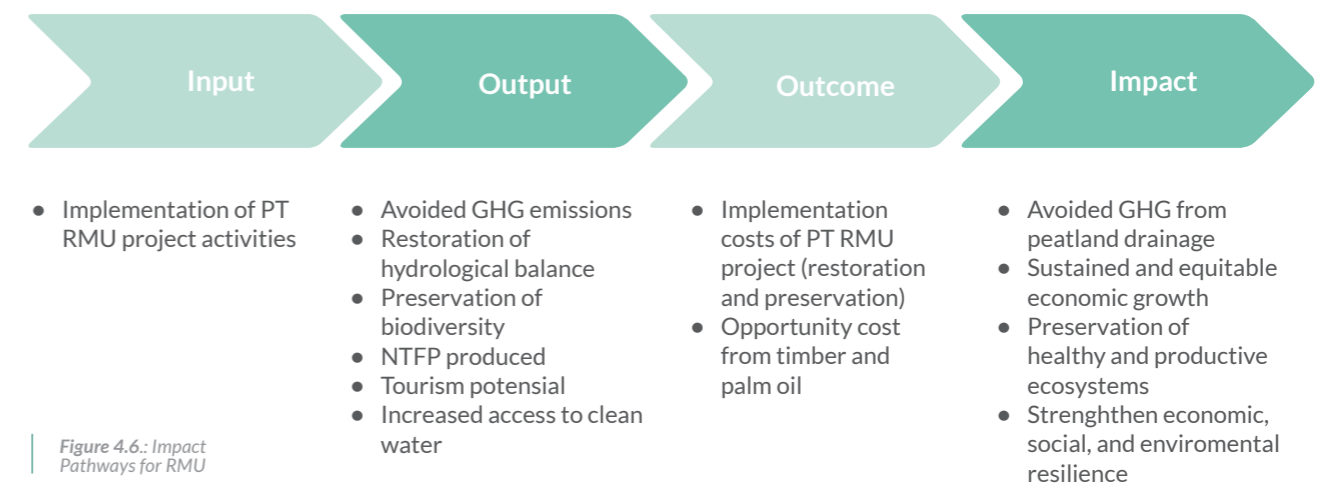 Input
Output
Outcome
Impact
● Implementation of PT
RMU project activities
● Avoided GHG emissions
● Restoration of
hydrological balance
● Preservation of
biodiversity
● NTFP produced
● Tourism potensial
● Increased access to clean
water
● Implementation
costs of PT RMU
project (restoration
and preservation)
● Opportunity cost
from timber and
palm oil
● Avoided GHG from
peatland drainage
● Sustained and equitable
economic growth
● Preservation of
healthy and productive
ecosystems
● Strenghten economic,
social, and enviromental
resilience
Figure 4.6.: Impact
Pathways for RMU